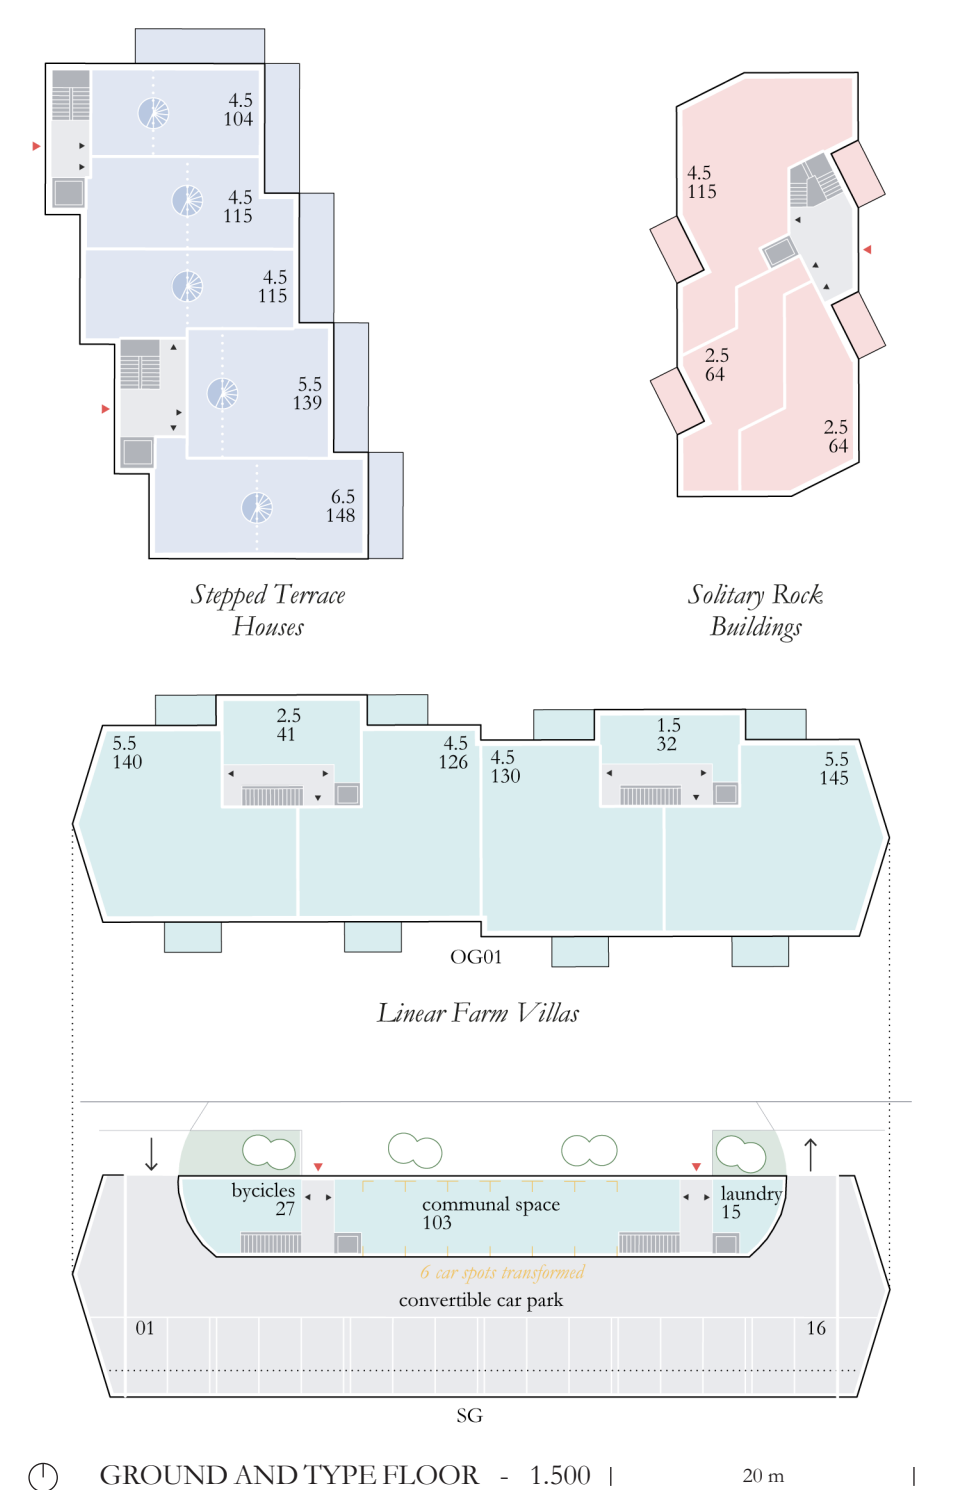 4.5
104
4.5
115
4.5
115
5.5
139
6.5
148
Stepped Terrace
Houses
4.5
115
2.5
64
2.5
64
Solitary Rock
Buildings
5.5
140
2.5
41
4.5
126
4.5
130
1.5
32
5.5
145
OG01
Linear Farm Villas
bycicles
27
communal space
103
laundry
15
6 car spots transformed
convertible car park
01
16
SG
GROUND AND TYPE FLOOR - 1.500
20 m